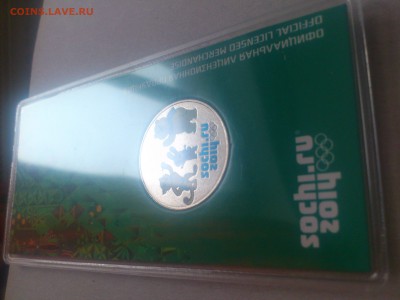 COINS.LAVE.RU
ОФИЦИАЛЬНАЯ ЛИЦЕНЗИОННАЯ
OFFICIAL LICENSED MERCHANDISE
sochi.ru
2014
sochi.ru
2014